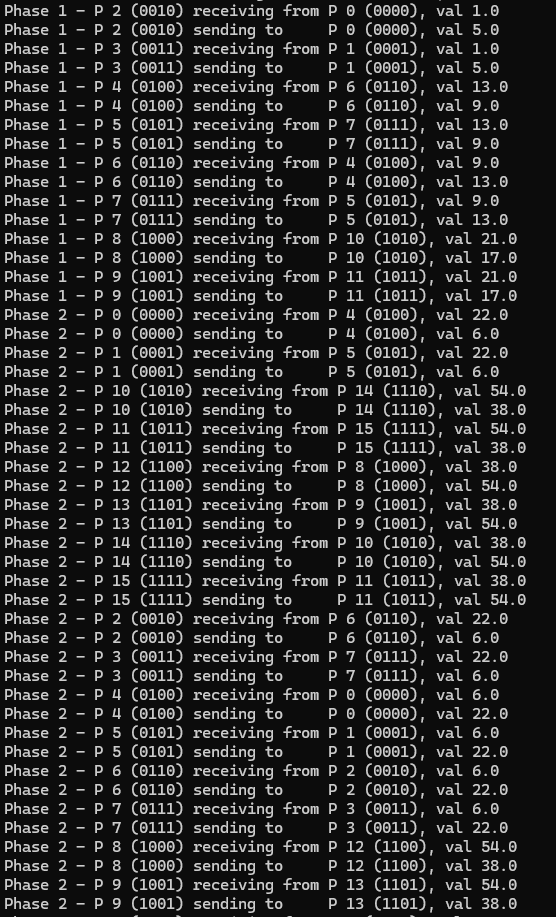 Phase 1 - P 2 (0010) receiving from P 0 (0000), val 1.0
Phase 1 - P 2 (0010) sending to     P 0 (0000), val 5.0
Phase 1 - P 3 (0011) receiving from P 1 (0001), val 1.0
Phase 1 - P 3 (0011) sending to     P 1 (0001), val 5.0
Phase 1 - P 4 (0100) receiving from P 6 (0110), val 13.0
Phase 1 - P 4 (0100) sending to     P 6 (0110), val 9.0
Phase 1 - P 5 (0101) receiving from P 7 (0111), val 13.0
Phase 1 - P 5 (0101) sending to     P 7 (0111), val 9.0
Phase 1 - P 6 (0110) receiving from P 4 (0100), val 9.0
Phase 1 - P 6 (0110) sending to     P 4 (0100), val 13.0
Phase 1 - P 7 (0111) receiving from P 5 (0101), val 9.0
Phase 1 - P 7 (0111) sending to     P 5 (0101), val 13.0
Phase 1 - P 8 (1000) receiving from P 10 (1010), val 21.0
Phase 1 - P 8 (1000) sending to     P 10 (1010), val 17.0
Phase 1 - P 9 (1001) receiving from P 11 (1011), val 21.0
Phase 1 - P 9 (1001) sending to     P 11 (1011), val 17.0
Phase 2 - P 0 (0000) receiving from P 4 (0100), val 22.0
Phase 2 - P 0 (0000) sending to     P 4 (0100), val 6.0
Phase 2 - P 1 (0001) receiving from P 5 (0101), val 22.0
Phase 2 - P 1 (0001) sending to     P 5 (0101), val 6.0
Phase 2 - P 10 (1010) receiving from P 14 (1110), val 54.0
Phase 2 - P 10 (1010) sending to     P 14 (1110), val 38.0
Phase 2 - P 11 (1011) receiving from P 15 (1111), val 54.0
Phase 2 - P 11 (1011) sending to     P 15 (1111), val 38.0
Phase 2 - P 12 (1100) receiving from P 8 (1000), val 38.0
Phase 2 - P 12 (1100) sending to     P 8 (1000), val 54.0
Phase 2 - P 13 (1101) receiving from P 9 (1001), val 38.0
Phase 2 - P 13 (1101) sending to     P 9 (1001), val 54.0
Phase 2 - P 14 (1110) receiving from P 10 (1010), val 38.0
Phase 2 - P 14 (1110) sending to     P 10 (1010), val 54.0
Phase 2 - P 15 (1111) receiving from P 11 (1011), val 38.0
Phase 2 - P 15 (1111) sending to     P 11 (1011), val 54.0
Phase 2 - P 2 (0010) receiving from P 6 (0110), val 22.0
Phase 2 - P 2 (0010) sending to     P 6 (0110), val 6.0
Phase 2 - P 3 (0011) receiving from P 7 (0111), val 22.0
Phase 2 - P 3 (0011) sending to     P 7 (0111), val 6.0
Phase 2 - P 4 (0100) receiving from P 0 (0000), val 6.0
Phase 2 - P 4 (0100) sending to     P 0 (0000), val 22.0
Phase 2 - P 5 (0101) receiving from P 1 (0001), val 6.0
Phase 2 - P 5 (0101) sending to     P 1 (0001), val 22.0
Phase 2 - P 6 (0110) receiving from P 2 (0010), val 6.0
Phase 2 - P 6 (0110) sending to     P 2 (0010), val 22.0
Phase 2 - P 7 (0111) receiving from P 3 (0011), val 6.0
Phase 2 - P 7 (0111) sending to     P 3 (0011), val 22.0
Phase 2 - P 8 (1000) receiving from P 12 (1100), val 54.0
Phase 2 - P 8 (1000) sending to     P 12 (1100), val 38.0
Phase 2 - P 9 (1001) receiving from P 13 (1101), val 54.0
Phase 2 - P 9 (1001) sending to     P 13 (1101), val 38.0